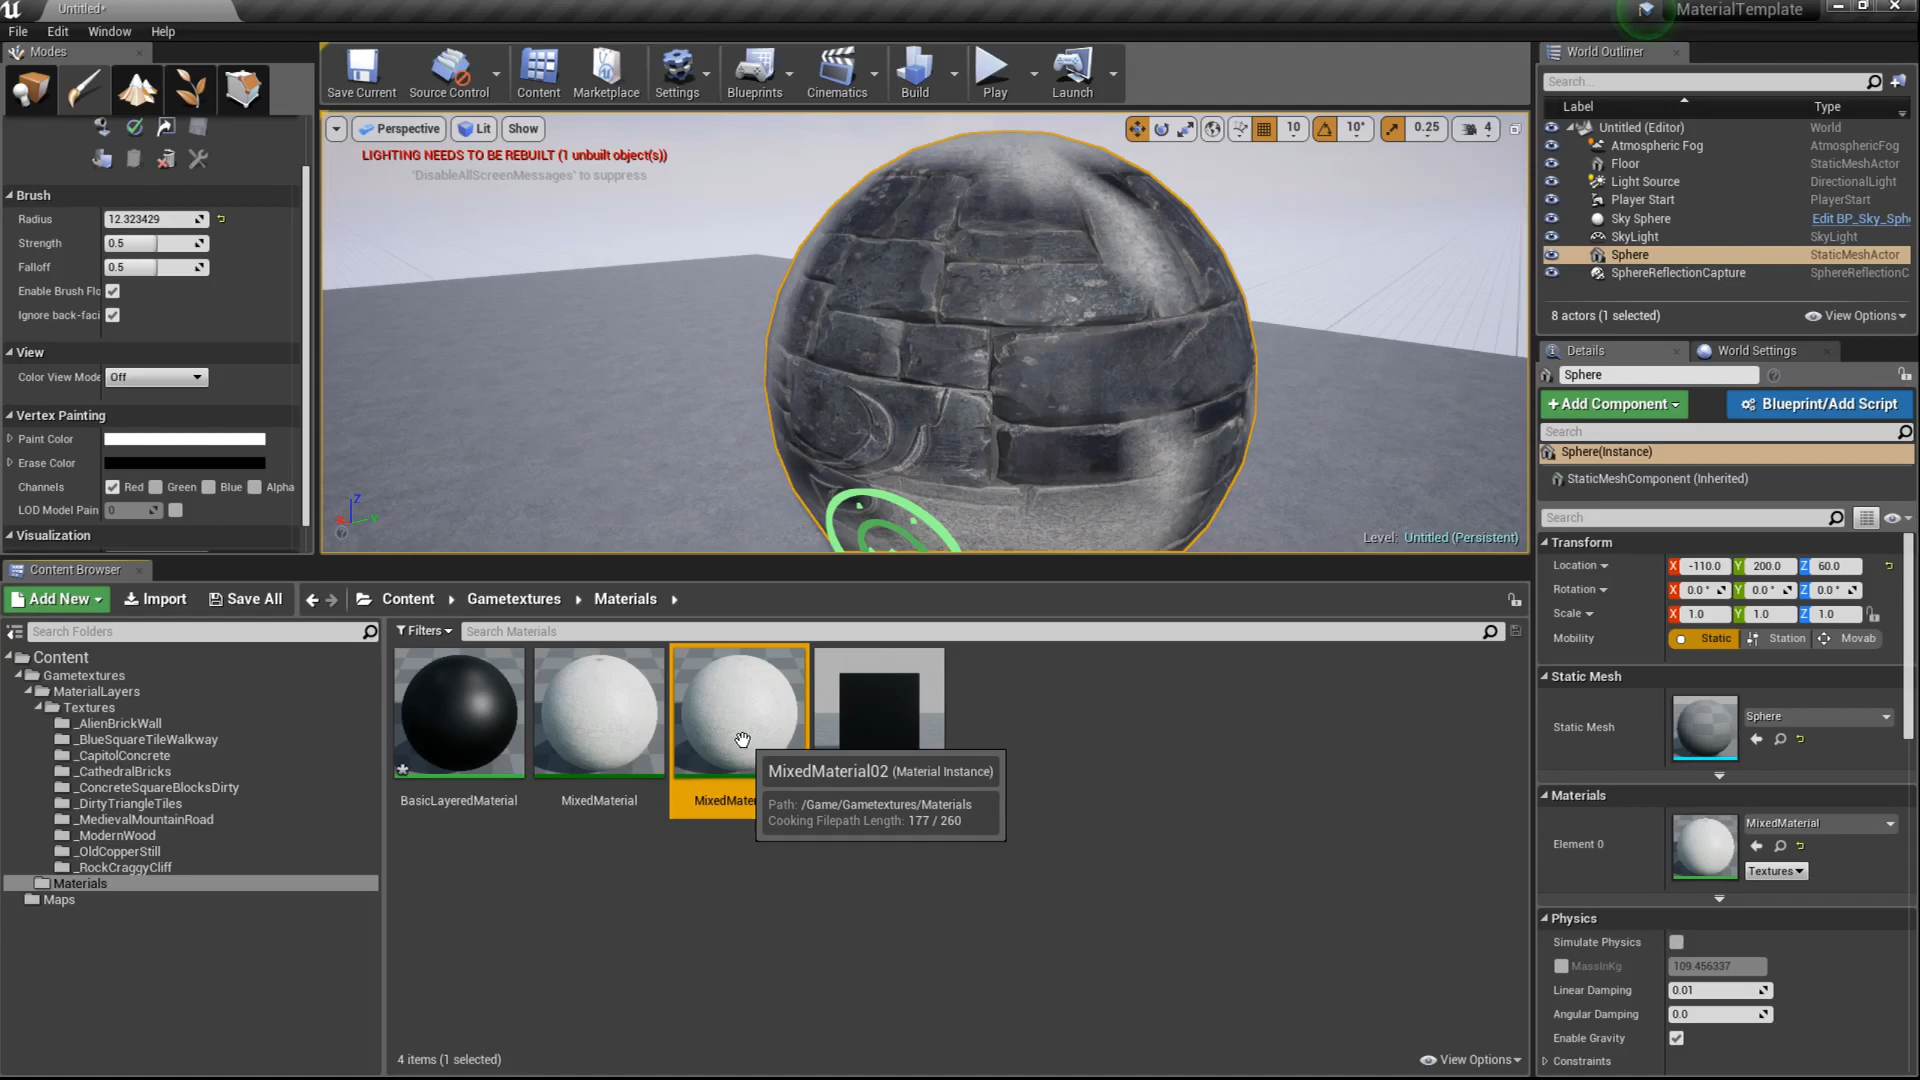 Untitled*
MaterialTemplate
File Edit Window Help
Modes
Save Current
Source Control
Content
Marketplace
Settings
Blueprints
Cinematics
Build
Play
Launch
Brush
Radius 12.323429
Strength 0.5
Falloff 0.5
Enable Brush Flo
Ignore back-faci
View
Color View Mode Off
Vertex Painting
Paint Color
Erase Color
Channels Red Green Blue Alpha
LOD Model Pain 0
Visualization
Perspective Lit Show
10 10° 0.25 4
LIGHTING NEEDS TO BE REBUILT (1 unbuilt object(s))
'DisableAllScreenMessages' to suppress
Level: Untitled (Persistent)
World Outliner
Search...
Label Type
Untitled (Editor) World
Atmospheric Fog AtmosphericFog
Floor StaticMeshActor
Light Source DirectionalLight
Player Start PlayerStart
Sky Sphere Edit BP_Sky_Sph
SkyLight SkyLight
Sphere StaticMeshActor
SphereReflectionCapture SphereReflectionC
8 actors (1 selected) View Options
Details World Settings
Sphere
+Add Component Blueprint/Add Script
Search
Sphere(Instance)
StaticMeshComponent (Inherited)
Search
Transform
Location X -110.0 Y 200.0 Z 60.0
Rotation X 0.0° Y 0.0° Z 0.0°
Scale X 1.0 Y 1.0 Z 1.0
Mobility Static Station Movab
Static Mesh
Static Mesh Sphere
Materials
Element 0 MixedMaterial
Textures
Physics
Simulate Physics
MassInKg 109.456337
Linear Damping 0.01
Angular Damping 0.0
Enable Gravity
Constraints
Content Browser
Add New Import Save All Content Gametextures Materials
Search Folders
Filters Search Materials
Content
Gametextures
MaterialLayers
Textures
_AlienBrickWall
_BlueSquareTileWalkway
_CapitolConcrete
_CathedralBricks
_ConcreteSquareBlocksDirty
_DirtyTriangleTiles
_MedievalMountainRoad
_ModernWood
_OldCopperStill
_RockCraggyCliff
Materials
Maps
BasicLayeredMaterial
MixedMaterial
MixedMater
MixedMaterial02 (Material Instance)
Path: /Game/Gametextures/Materials
Cooking Filepath Length: 177 / 260
4 items (1 selected)
View Options